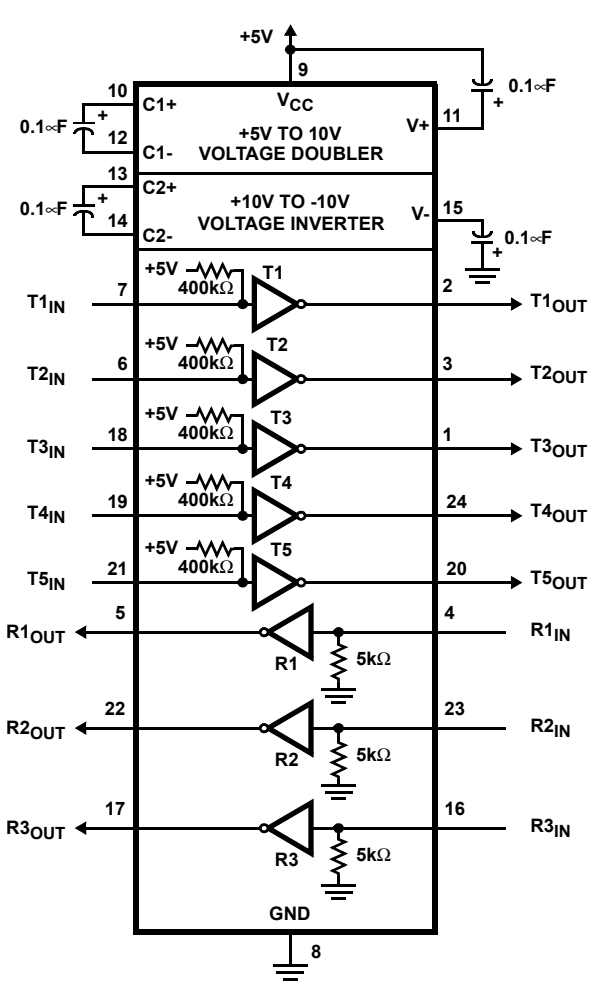 +5V
9
10
C1+
VCC
0.1∝F
+
0.1∝F
+
+5V TO 10V
VOLTAGE DOUBLER
V+
11
12
C1-
13
C2+
0.1∝F
+
+10V TO -10V
VOLTAGE INVERTER
V-
15
14
C2-
0.1∝F
+
+5V
400kΩ
T1
T1IN
7
2
T1OUT
+5V
400kΩ
T2
T2IN
6
3
T2OUT
+5V
400kΩ
T3
T3IN
18
1
T3OUT
+5V
400kΩ
T4
T4IN
19
24
T4OUT
+5V
400kΩ
T5
T5IN
21
20
T5OUT
R1OUT
5
4
R1IN
R1
5kΩ
R2OUT
22
23
R2IN
R2
5kΩ
R3OUT
17
16
R3IN
R3
5kΩ
GND
8